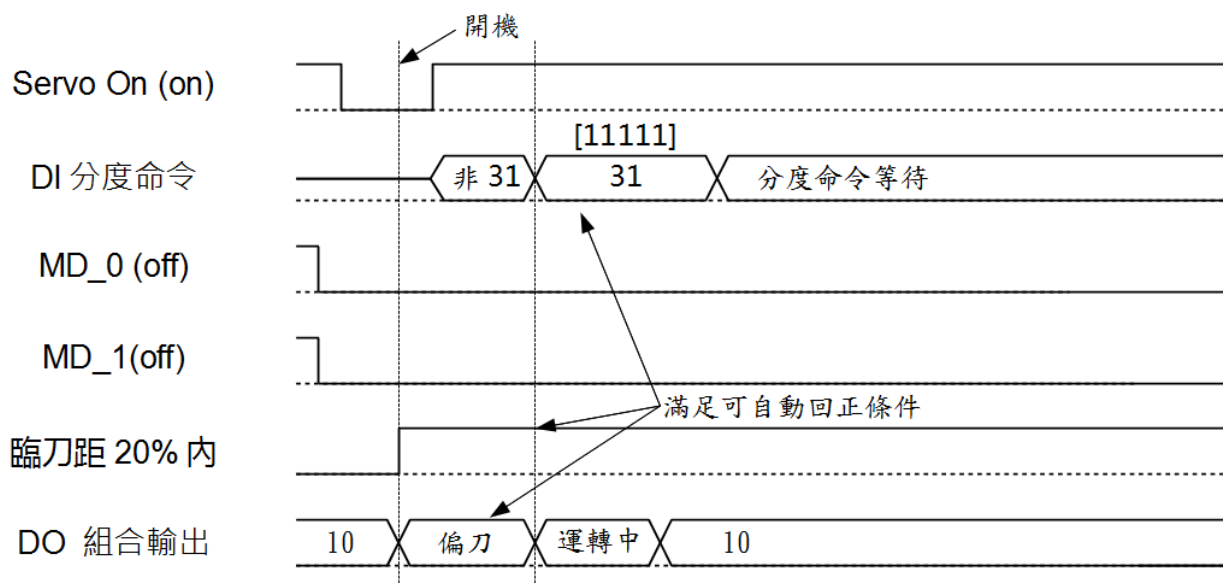 開機
Servo On (on)
[11111]
DI 分度命令 非 31 31 分度命令等待
MD_0 (off)
MD_1(off)
滿足可自動回正條件
臨刀距 20% 內
DO 組合輸出 10 偏刀 運轉中 10